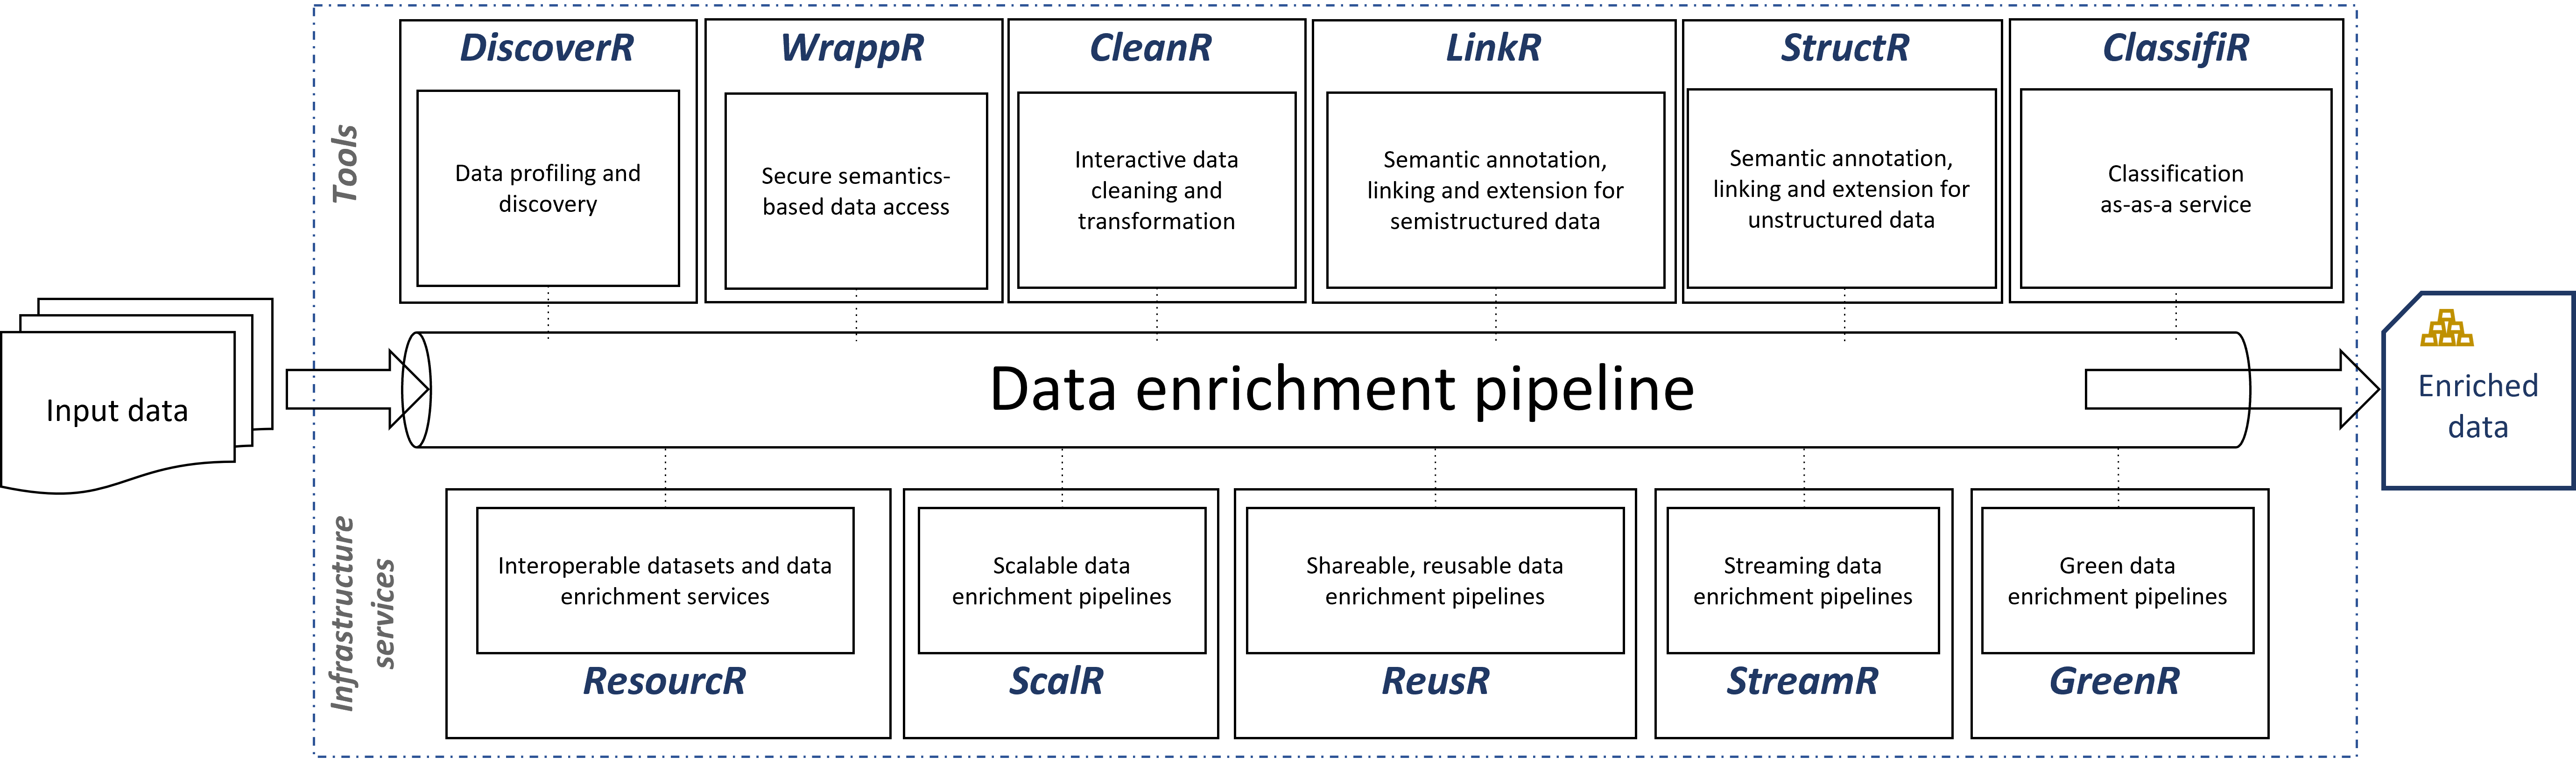 Tools
DiscoverR
Data profiling and
discovery
WrappR
Secure semantics-
based data access
CleanR
Interactive data
cleaning and
transformation
LinkR
Semantic annotation,
linking and extension for
semistructured data
StructR
Semantic annotation,
linking and extension for
unstructured data
ClassifiR
Classification
as-as-a service
Input data
Data enrichment pipeline
Enriched
data
Infrastructure
services
Interoperable datasets and data
enrichment services
ResourcR
Scalable data
enrichment pipelines
ScalR
Shareable, reusable data
enrichment pipelines
ReusR
Streaming data
enrichment pipelines
StreamR
Green data
enrichment pipelines
GreenR